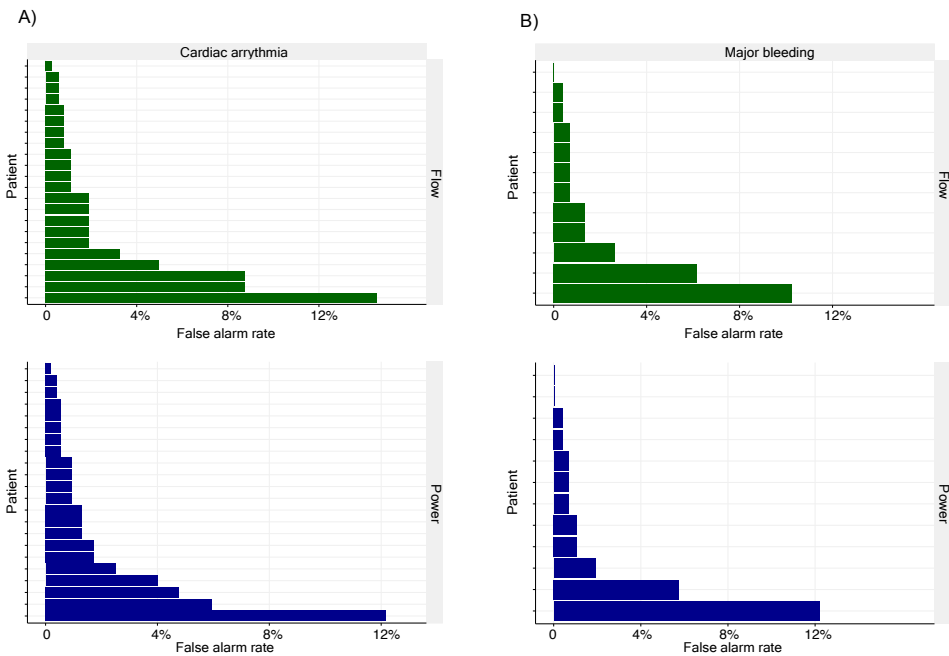 A)
B)
Cardiac arrythmia
Major bleeding
Patient
Flow
Patient
Flow
0 4% 8% 12%
0 4% 8% 12%
False alarm rate
False alarm rate
Patient
Power
Patient
Power
0 4% 8% 12%
0 4% 8% 12%
False alarm rate
False alarm rate